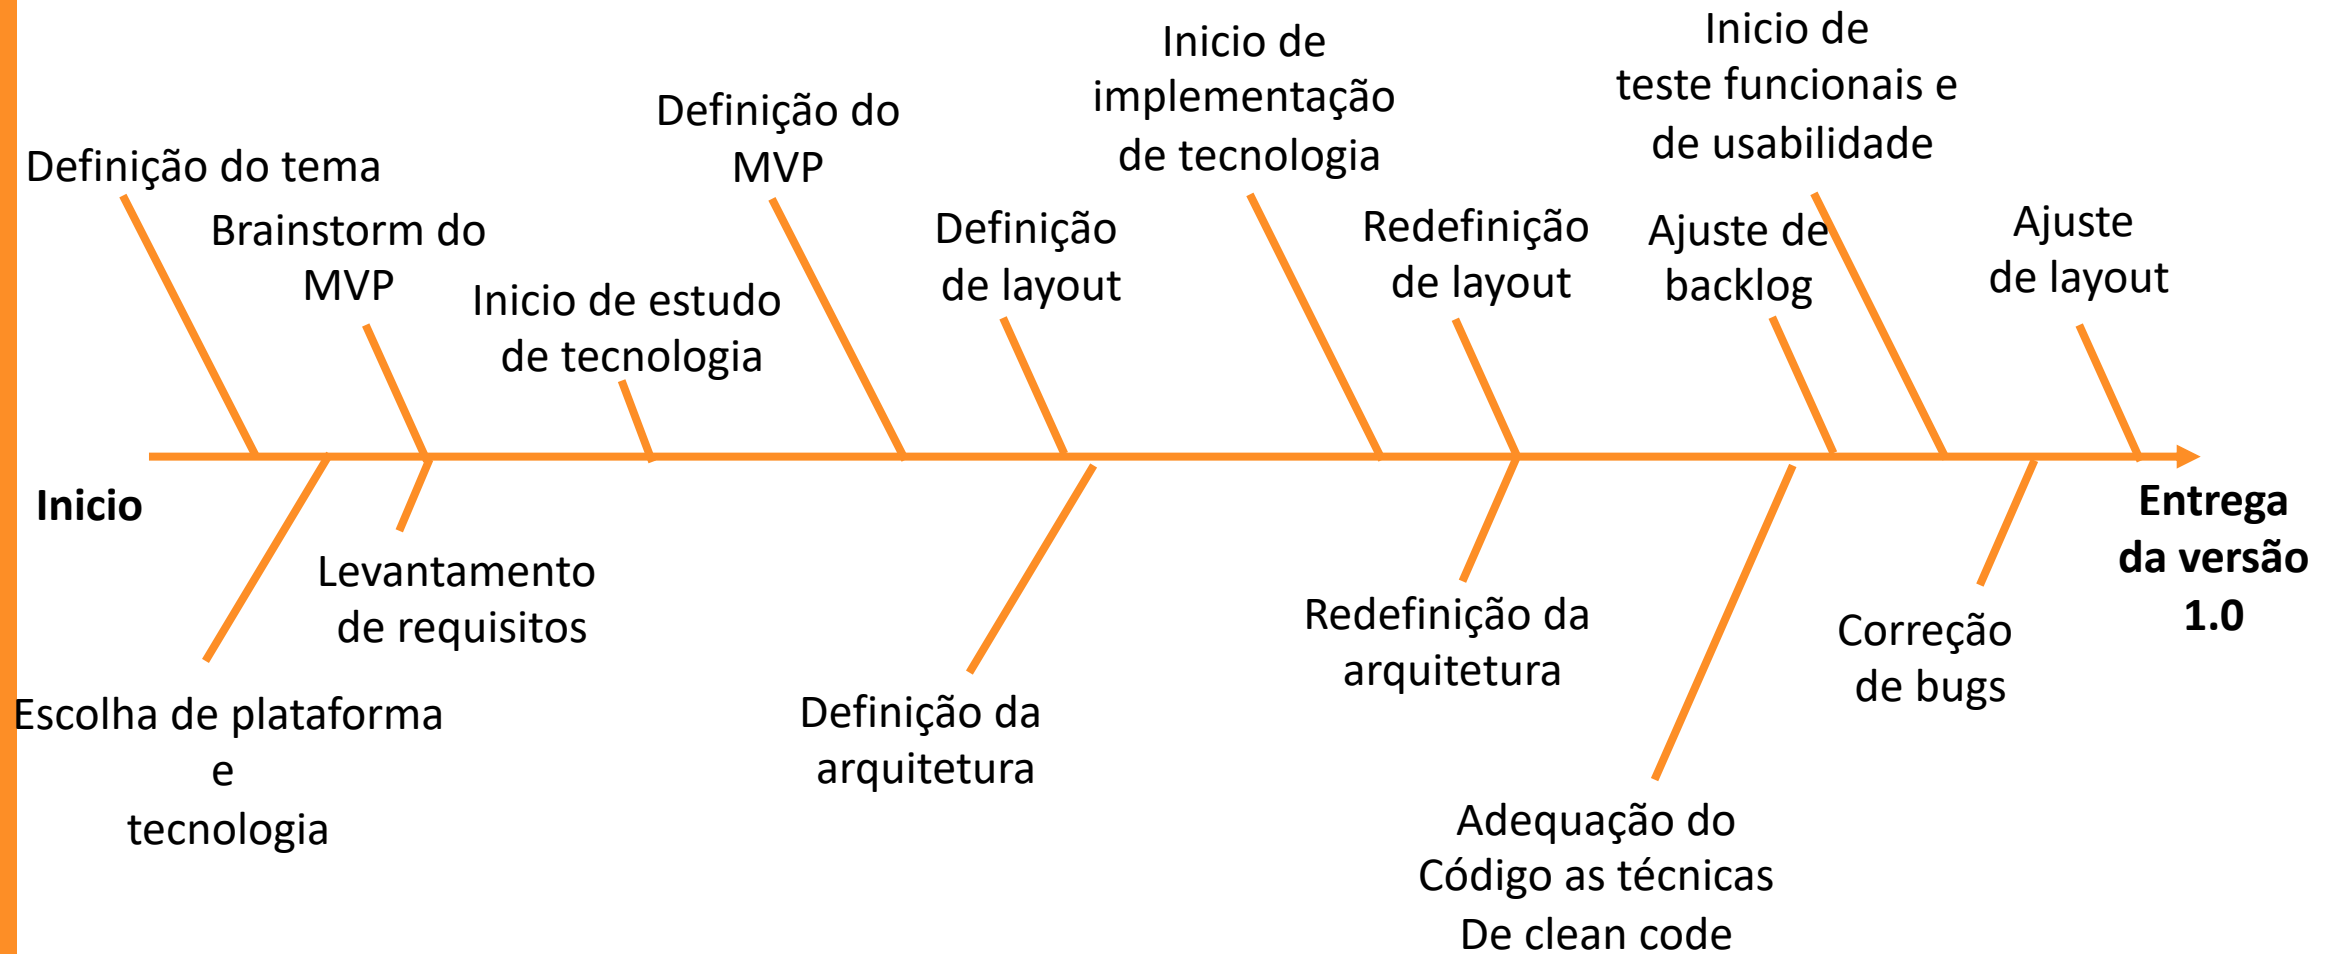 Definição do tema
Brainstorm do
MVP
Inicio de estudo
de tecnologia
Definição do
MVP
Definição
de layout
Inicio de
implementação
de tecnologia
Redefinição
de layout
Inicio de
teste funcionais e
de usabilidade
Ajuste de
backlog
Ajuste
de layout
Inicio
Entrega
da versão
1.0
Escolha de plataforma
e
tecnologia
Levantamento
de requisitos
Definição da
arquitetura
Redefinição da
arquitetura
Adequação do
Código as técnicas
De clean code
Correção
de bugs